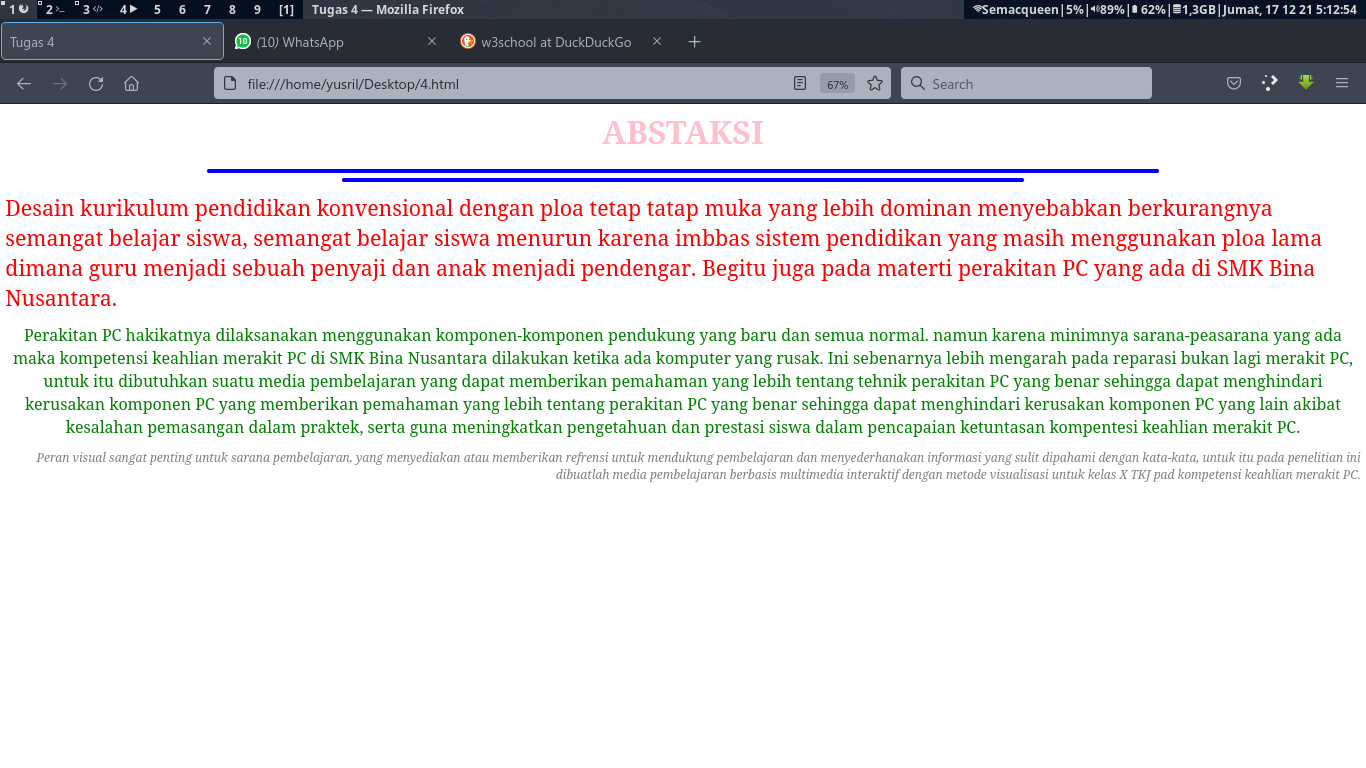 1 2 3 4 5 6 7 8 9 [1] Tugas 4 — Mozilla Firefox Semacqueen|5%|89%|62%|1,3GB|Jumat, 17 12 21 5:12:54
Tugas 4 (10) WhatsApp w3school at DuckDuckGo
file:///home/yusril/Desktop/4.html 67% Search
ABSTAKSI
Desain kurikulum pendidikan konvensional dengan ploa tetap tatap muka yang lebih dominan menyebabkan berkurangnya
semangat belajar siswa, semangat belajar siswa menurun karena imbbas sistem pendidikan yang masih menggunakan ploa lama
dimana guru menjadi sebuah penyaji dan anak menjadi pendengar. Begitu juga pada materti perakitan PC yang ada di SMK Bina
Nusantara.
Perakitan PC hakikatnya dilaksanakan menggunakan komponen-komponen pendukung yang baru dan semua normal. namun karena minimnya sarana-peasarana yang ada
maka kompetensi keahlian merakit PC di SMK Bina Nusantara dilakukan ketika ada komputer yang rusak. Ini sebenarnya lebih mengarah pada reparasi bukan lagi merakit PC,
untuk itu dibutuhkan suatu media pembelajaran yang dapat memberikan pemahaman yang lebih tentang tehnik perakitan PC yang benar sehingga dapat menghindari
kerusakan komponen PC yang memberikan pemahaman yang lebih tentang perakitan PC yang benar sehingga dapat menghindari kerusakan komponen PC yang lain akibat
kesalahan pemasangan dalam praktek, serta guna meningkatkan pengetahuan dan prestasi siswa dalam pencapaian ketuntasan kompentesi keahlian merakit PC.
Peran visual sangat penting untuk sarana pembelajaran, yang menyediakan atau memberikan refrensi untuk mendukung pembelajaran dan menyederhanakan informasi yang sulit dipahami dengan kata-kata, untuk itu pada penelitian ini
dibuatlah media pembelajaran berbasis multimedia interaktif dengan metode visualisasi untuk kelas X TKJ pad kompetensi keahlian merakit PC.